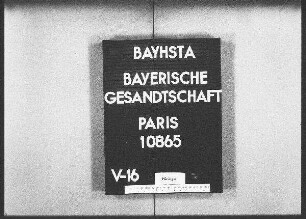 BAYHSTA
BAYERISCHE
GESANDTSCHAFT
PARIS
10865
V-16